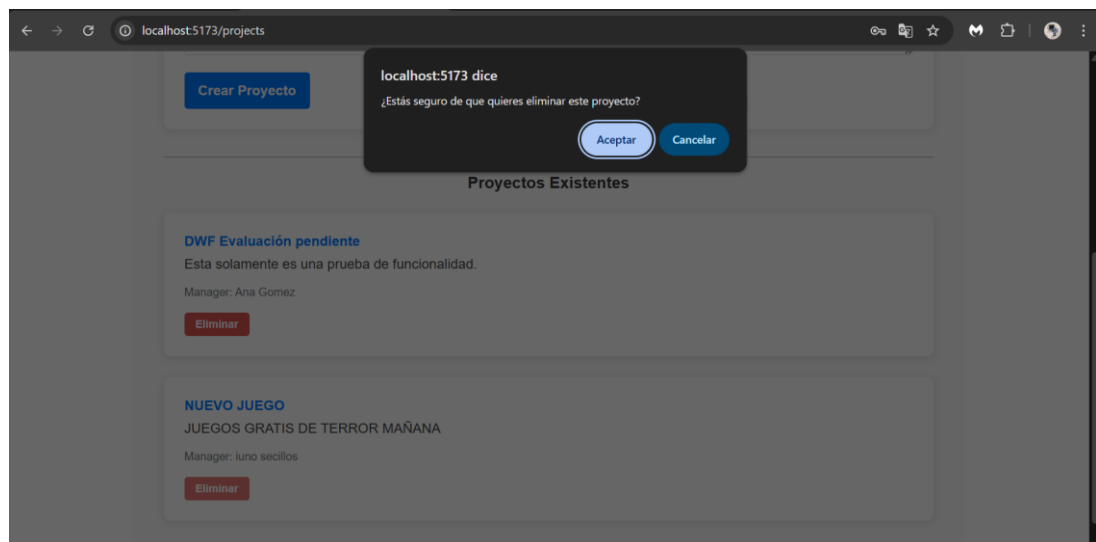 localhost:5173/projects
localhost:5173 dice
¿Estás seguro de que quieres eliminar este proyecto?
Aceptar
Cancelar
Crear Proyecto
Proyectos Existentes
DWF Evaluación pendiente
Esta solamente es una prueba de funcionalidad.
Manager: Ana Gomez
Eliminar
NUEVO JUEGO
JUEGOS GRATIS DE TERROR MAÑANA
Manager: iuno secillos
Eliminar